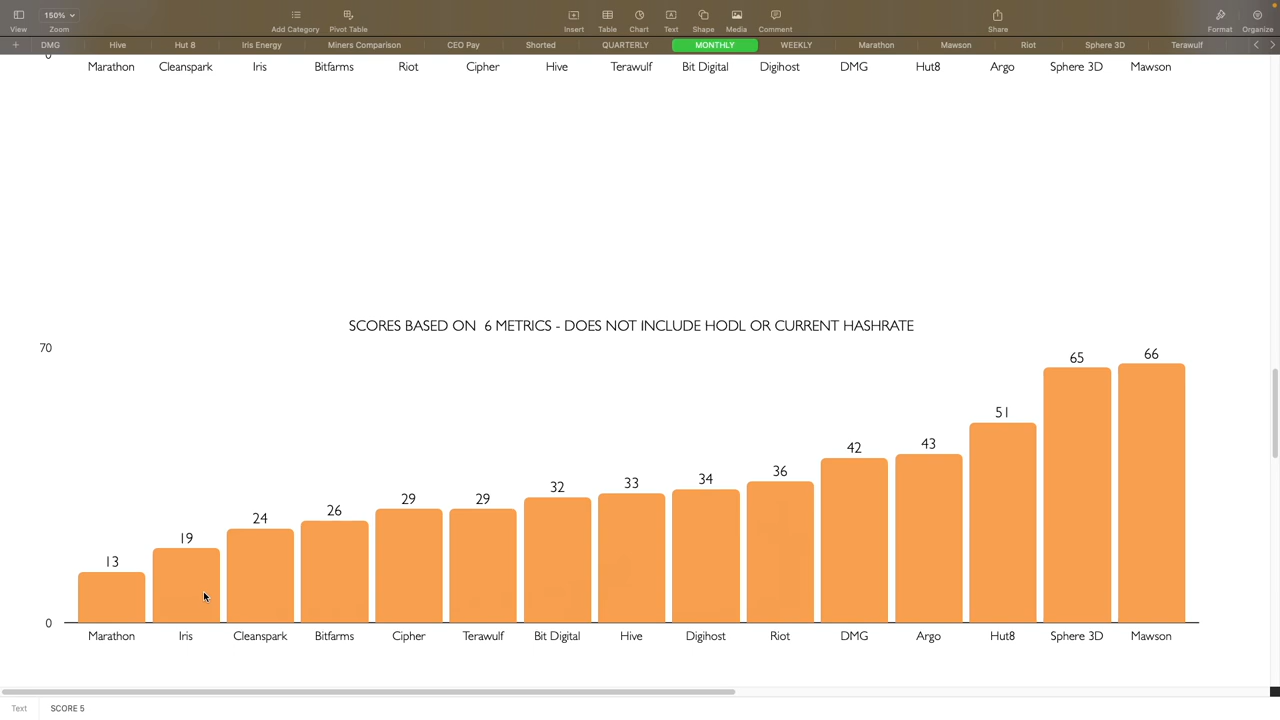 150%
View Zoom Add Category Pivot Table Insert Table Chart Text Shape Media Comment Share Format Organize
DMG Hive Hut 8 Iris Energy Miners Comparison CEO Pay Shorted QUARTERLY MONTHLY WEEKLY Marathon Mawson Riot Sphere 3D Terawulf
0
Marathon Cleanspark Iris Bitfarms Riot Cipher Hive Terawulf Bit Digital Digihost DMG Hut8 Argo Sphere 3D Mawson
SCORES BASED ON 6 METRICS - DOES NOT INCLUDE HODL OR CURRENT HASHRATE
70
13 19 24 26 29 29 32 33 34 36 42 43 51 65 66
0
Marathon Iris Cleanspark Bitfarms Cipher Terawulf Bit Digital Hive Digihost Riot DMG Argo Hut8 Sphere 3D Mawson
Text SCORE 5